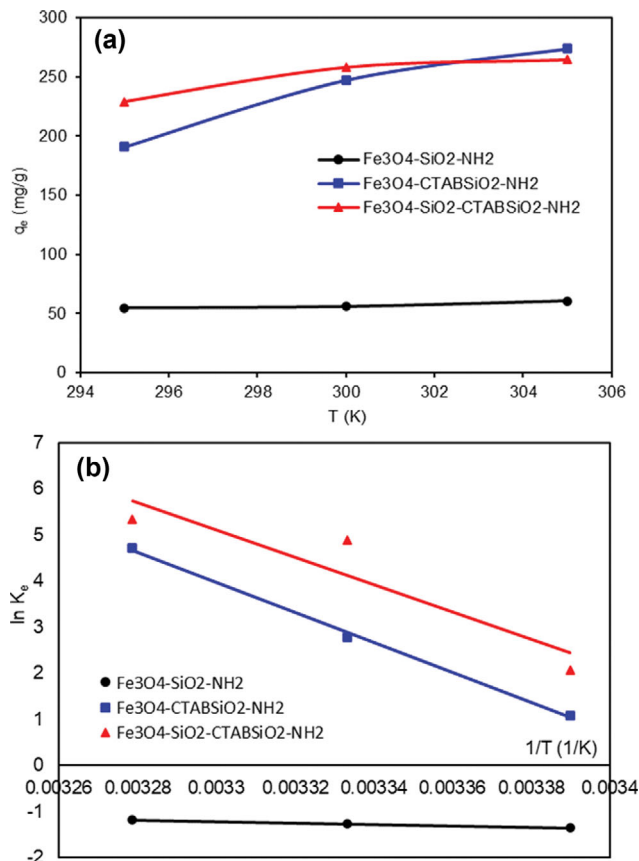 (a)
300
250
200
150
100
50
0
qe (mg/g)
Fe3O4-SiO2-NH2
Fe3O4-CTABSiO2-NH2
Fe3O4-SiO2-CTABSiO2-NH2
294 296 298 300 302 304 306
T (K)
(b)
7
6
5
4
3
2
1
0
-1
-2
ln Ke
Fe3O4-SiO2-NH2
Fe3O4-CTABSiO2-NH2
Fe3O4-SiO2-CTABSiO2-NH2
1/T (1/K)
0.00326 0.00328 0.0033 0.00332 0.00334 0.00336 0.00338 0.0034